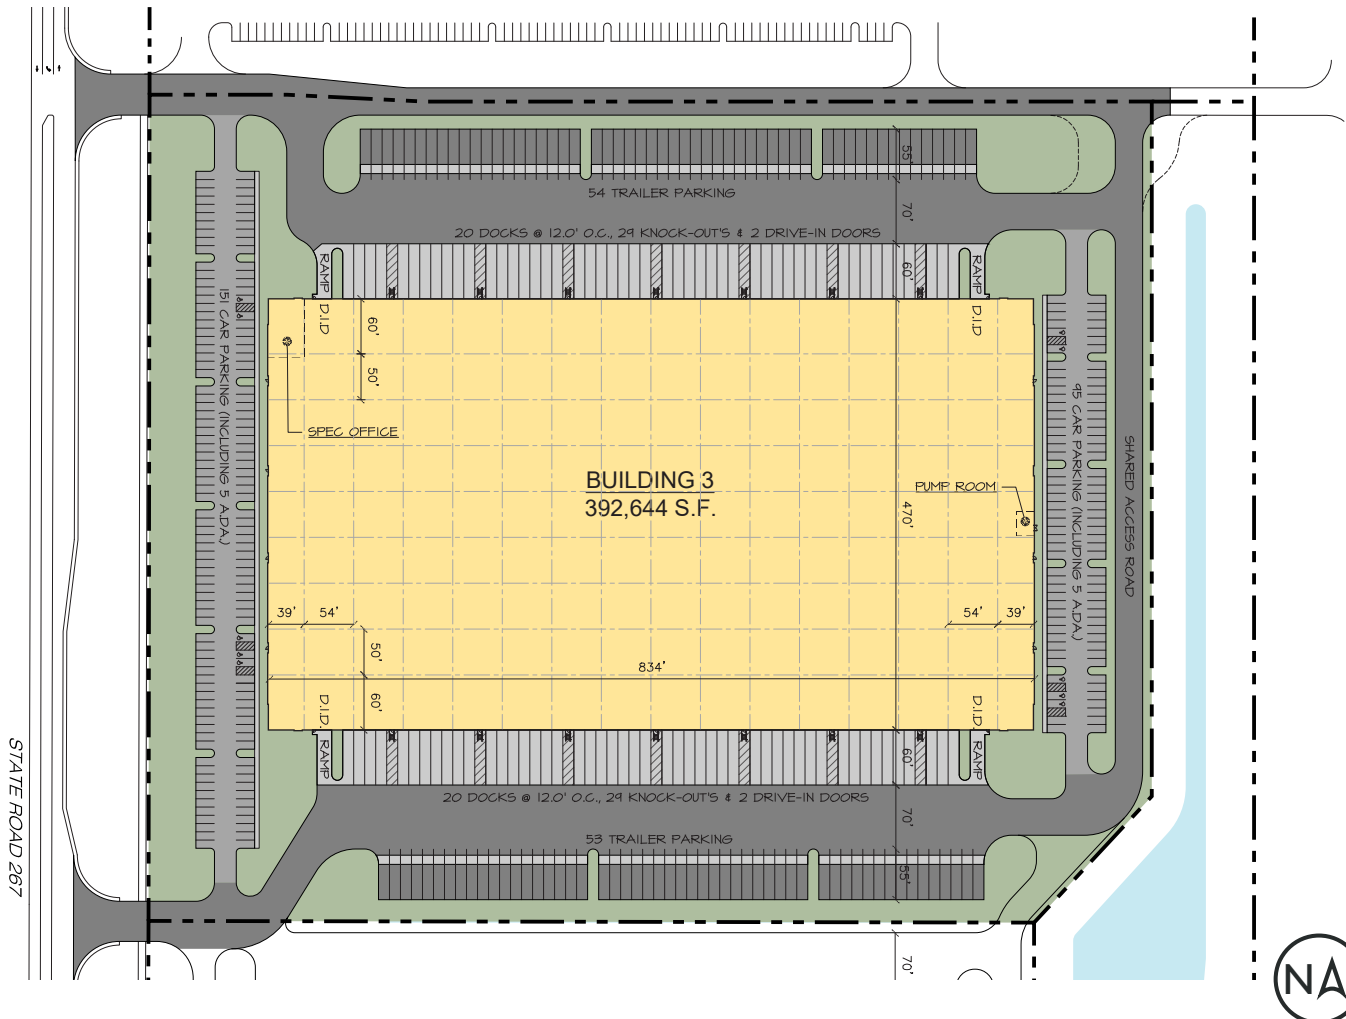 55'
54 TRAILER PARKING
70'
20 DOCKS @ 12.0' O.C., 29 KNOCK-OUT'S & 2 DRIVE-IN DOORS
RAMP
60'
RAMP
D.I.D
60'
D.I.D
50'
151 CAR PARKING (INCLUDING 5 A.D.A.)
SPEC OFFICE
BUILDING 3
392,644 S.F.
PUMP ROOM
470'
95 CAR PARKING (INCLUDING 5 A.D.A.)
SHARED ACCESS ROAD
39'
54'
54'
39'
50'
834'
60'
D.I.D.
D.I.D.
RAMP
60'
RAMP
20 DOCKS @ 12.0' O.C., 29 KNOCK-OUT'S & 2 DRIVE-IN DOORS
70'
53 TRAILER PARKING
55'
STATE ROAD 267
70'
N